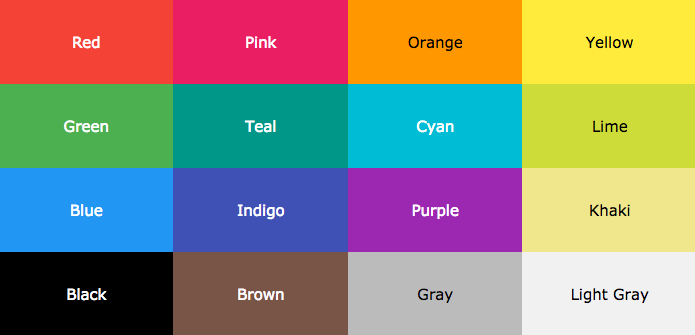 Red
Pink
Orange
Yellow
Green
Teal
Cyan
Lime
Blue
Indigo
Purple
Khaki
Black
Brown
Gray
Light Gray